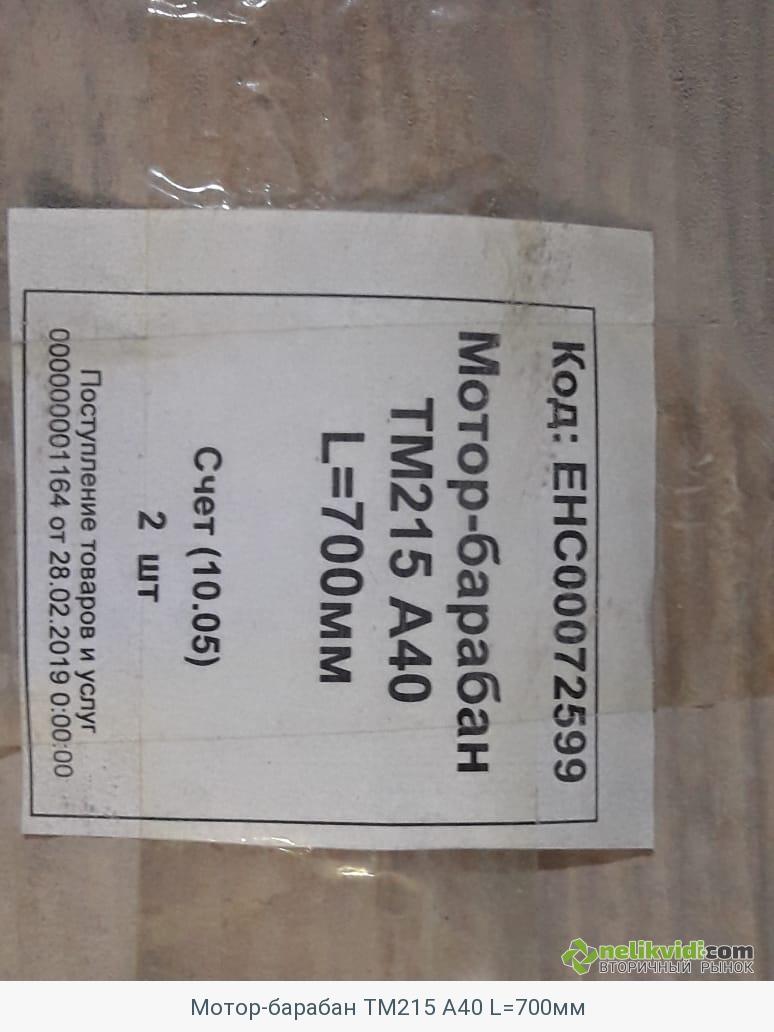 Код: ЕНС00072599
Мотор-барабан
ТМ215 А40
L=700мм
Счет (10.05)
2 шт
Поступление товаров и услуг
000000001164 от 28.02.2019 0:00:00
nelikvidi.com
ВТОРИЧНЫЙ РЫНОК
Мотор-барабан ТМ215 А40 L=700мм